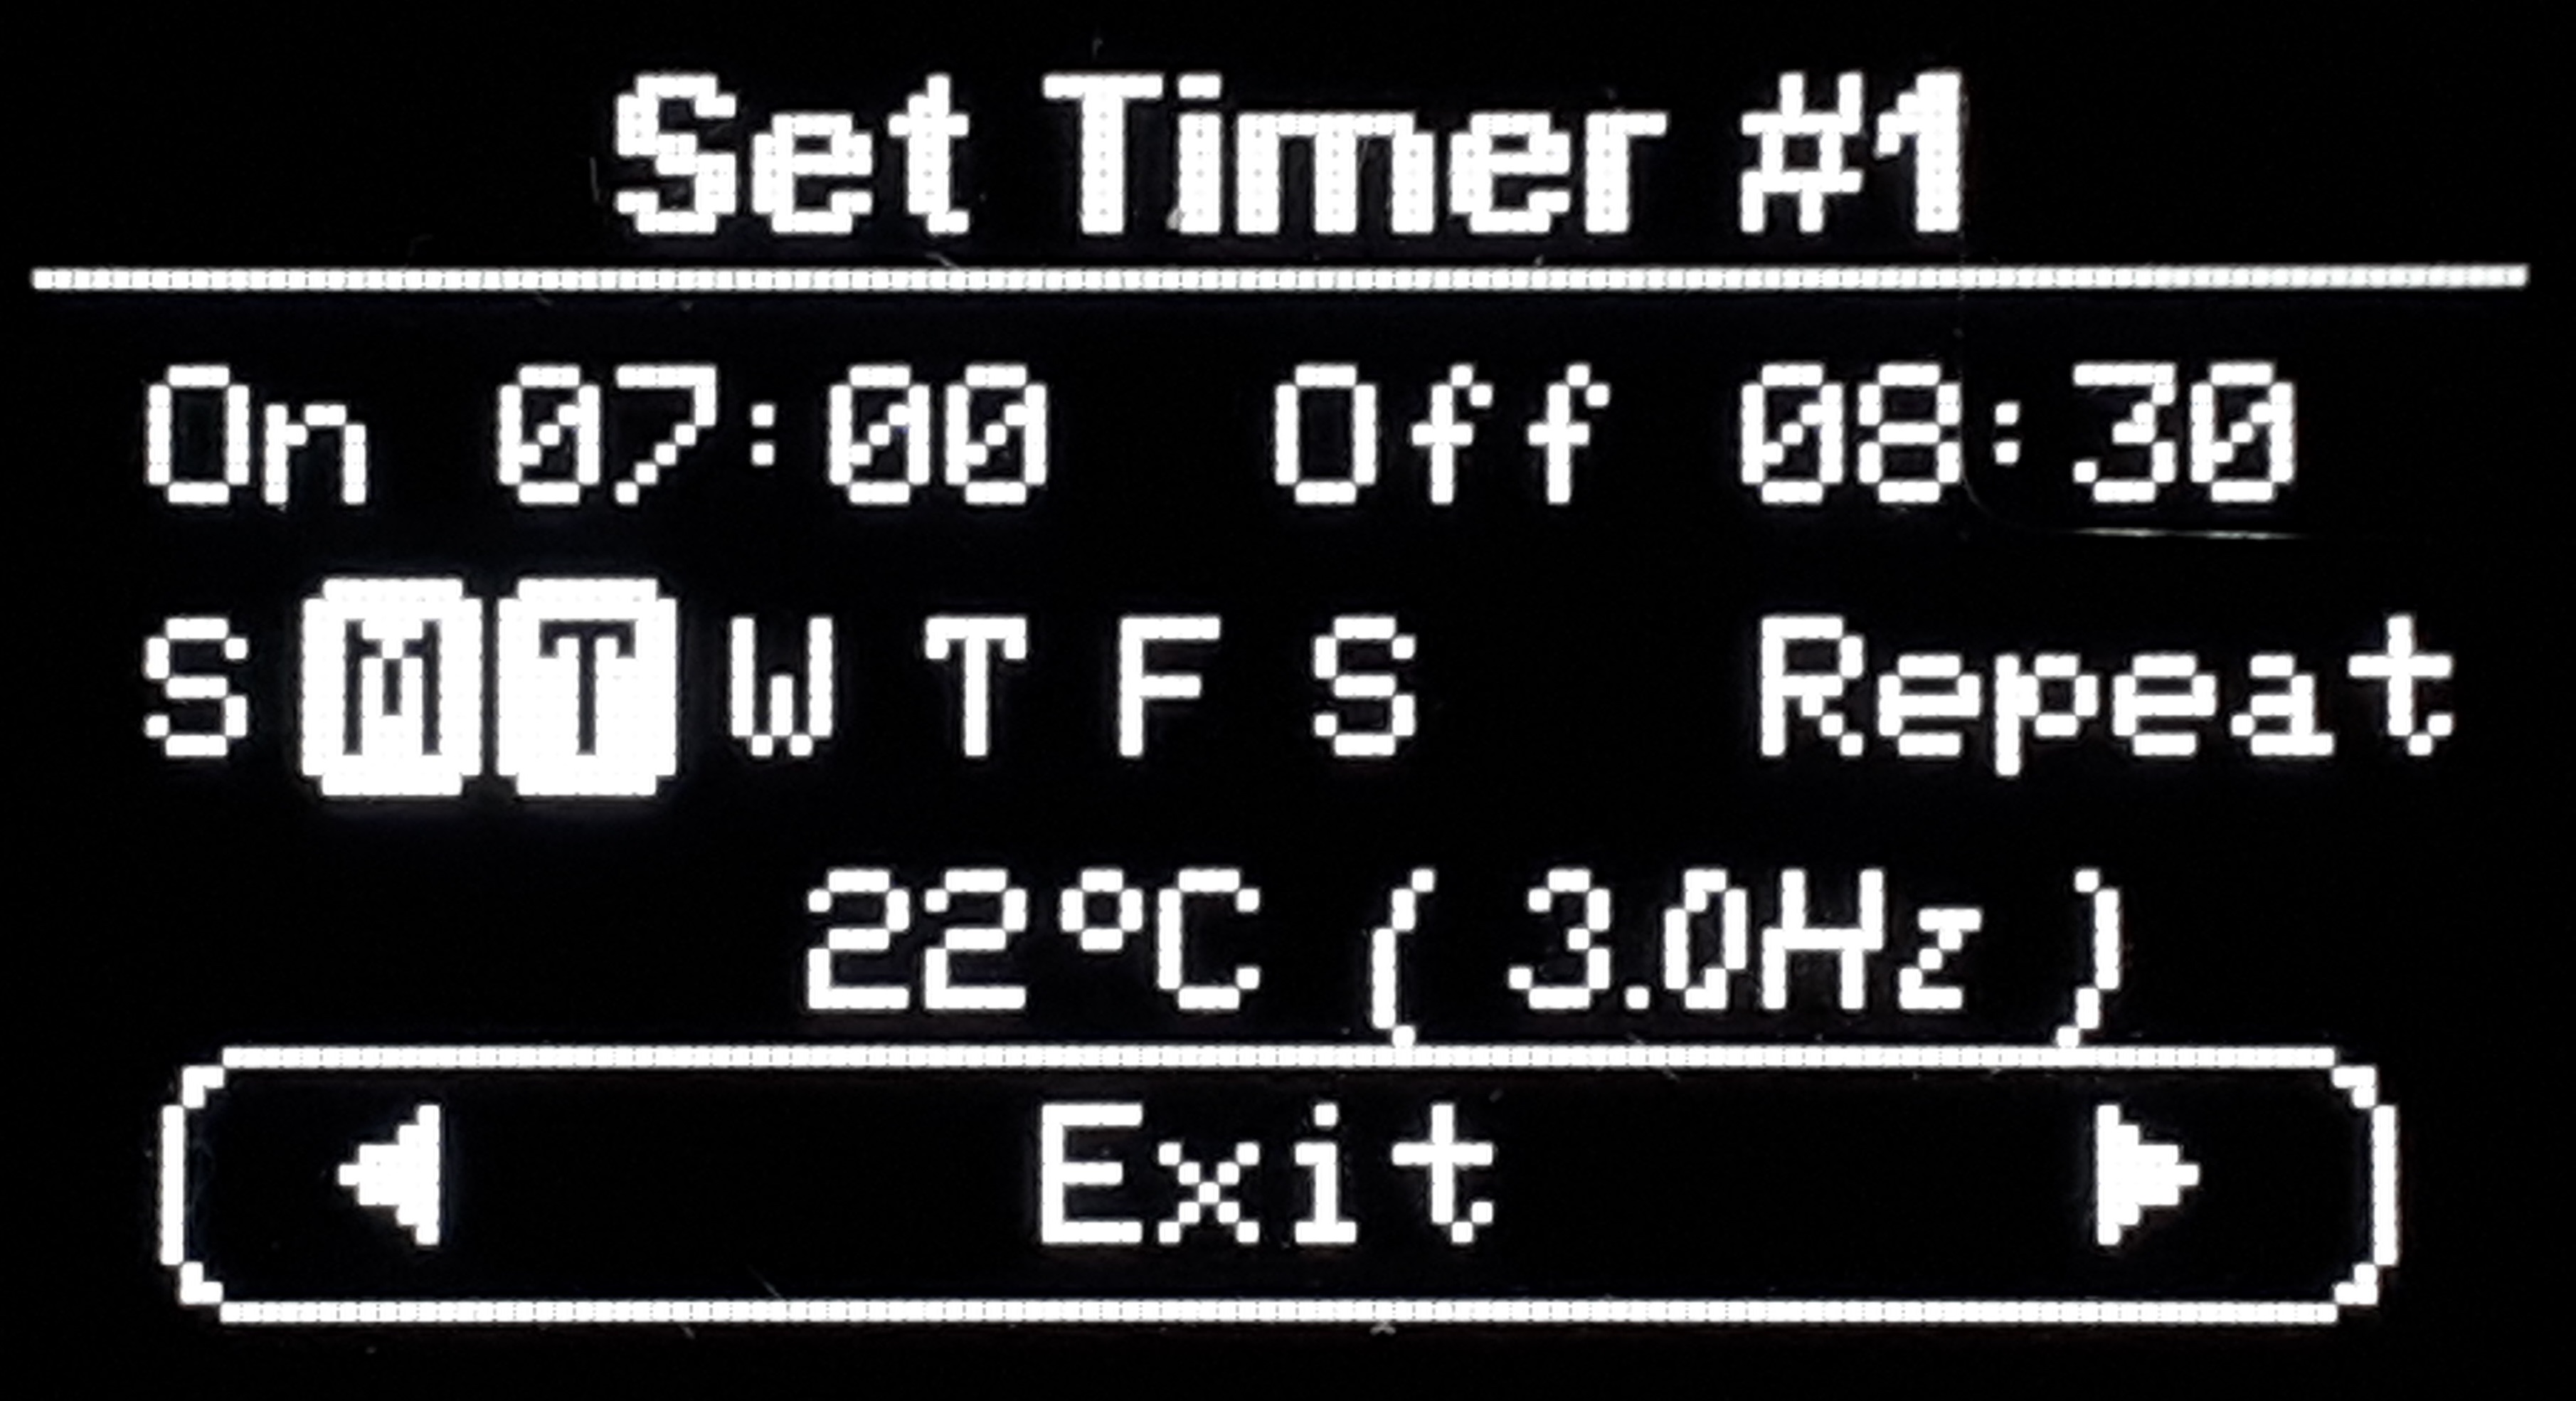 Set Timer #1
On 07:00 Off 08:30
S M T W T F S Repeat
22°C ( 3.0Hz )
Exit